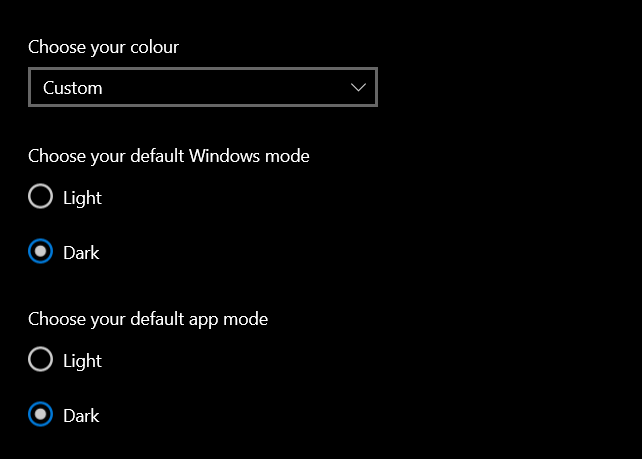 Choose your colour
Custom
Choose your default Windows mode
Light
Dark
Choose your default app mode
Light
Dark